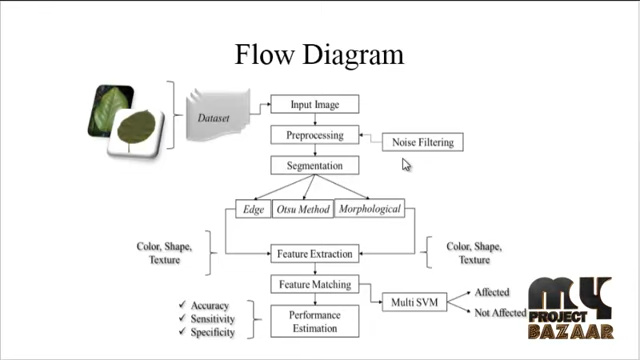 Flow Diagram
Dataset
Input Image
Preprocessing
Noise Filtering
Segmentation
Edge
Otsu Method
Morphological
Color, Shape,
Texture
Feature Extraction
Color, Shape,
Texture
Feature Matching
Multi SVM
Affected
Not Affected
Accuracy
Sensitivity
Specificity
Performance
Estimation
MY
PROJECT
BAZAAR